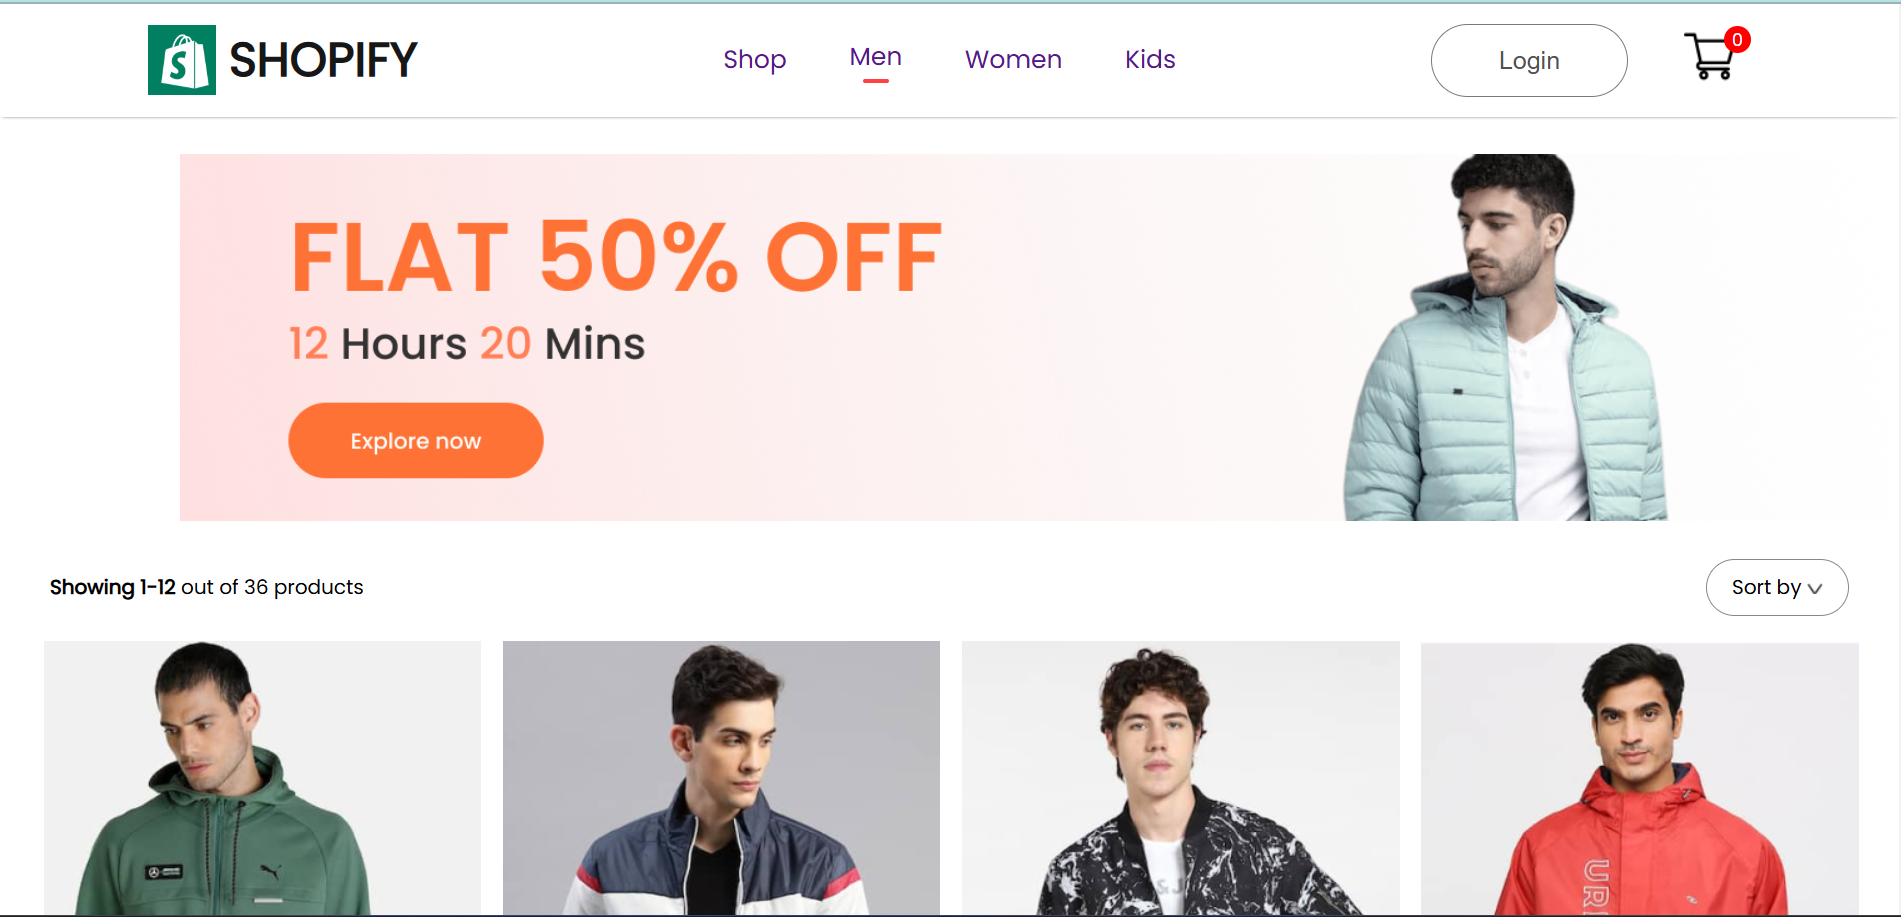 SHOPIFY
Shop
Men
Women
Kids
Login
0
FLAT 50% OFF
12 Hours 20 Mins
Explore now
Showing 1-12 out of 36 products
Sort by